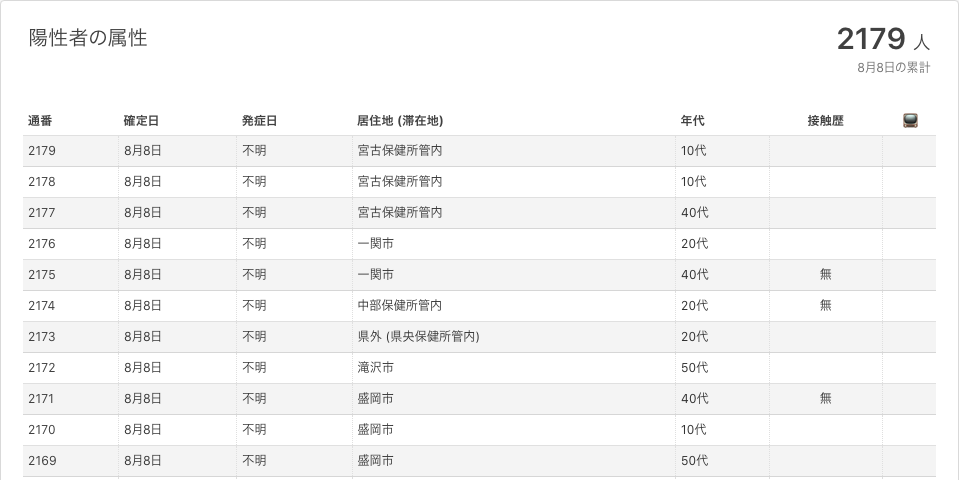 陽性者の属性
2179 人
8月8日の累計
通番 確定日 発症日 居住地 (滞在地) 年代 接触歴
2179 8月8日 不明 宮古保健所管内 10代
2178 8月8日 不明 宮古保健所管内 10代
2177 8月8日 不明 宮古保健所管内 40代
2176 8月8日 不明 一関市 20代
2175 8月8日 不明 一関市 40代 無
2174 8月8日 不明 中部保健所管内 20代 無
2173 8月8日 不明 県外 (県央保健所管内) 20代
2172 8月8日 不明 滝沢市 50代
2171 8月8日 不明 盛岡市 40代 無
2170 8月8日 不明 盛岡市 10代
2169 8月8日 不明 盛岡市 50代